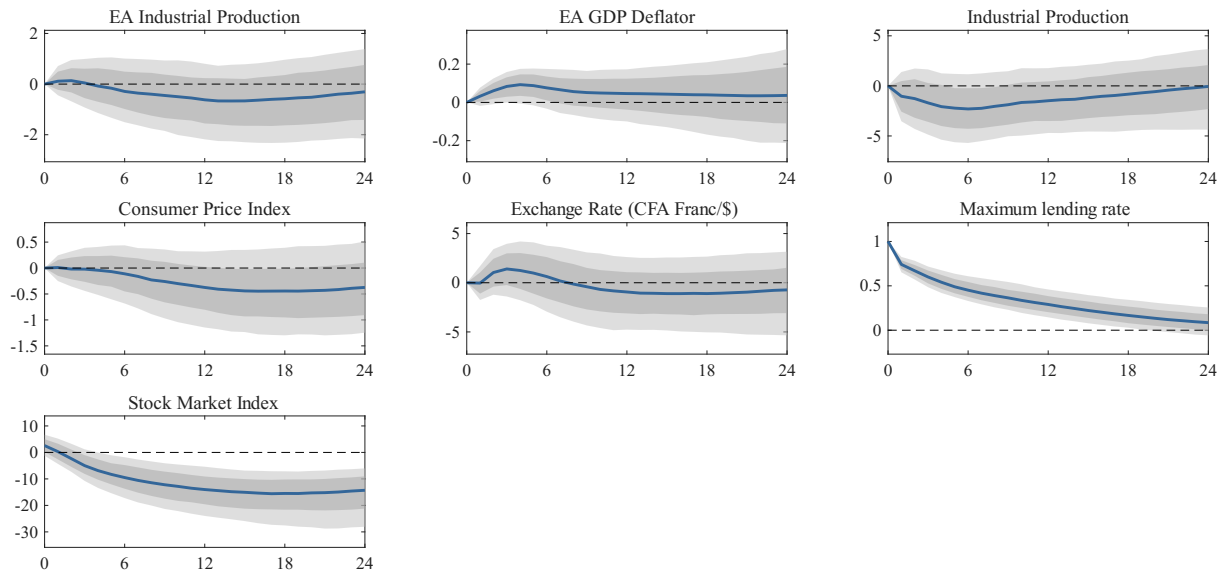 EA Industrial Production
EA GDP Deflator
Industrial Production
2
0
-2
0 6 12 18 24
0.2
0
-0.2
0 6 12 18 24
5
0
-5
0 6 12 18 24
Consumer Price Index
Exchange Rate (CFA Franc/$)
Maximum lending rate
0.5
0
-0.5
-1
-1.5
0 6 12 18 24
5
0
-5
0 6 12 18 24
1
0.5
0
0 6 12 18 24
Stock Market Index
10
0
-10
-20
-30
0 6 12 18 24